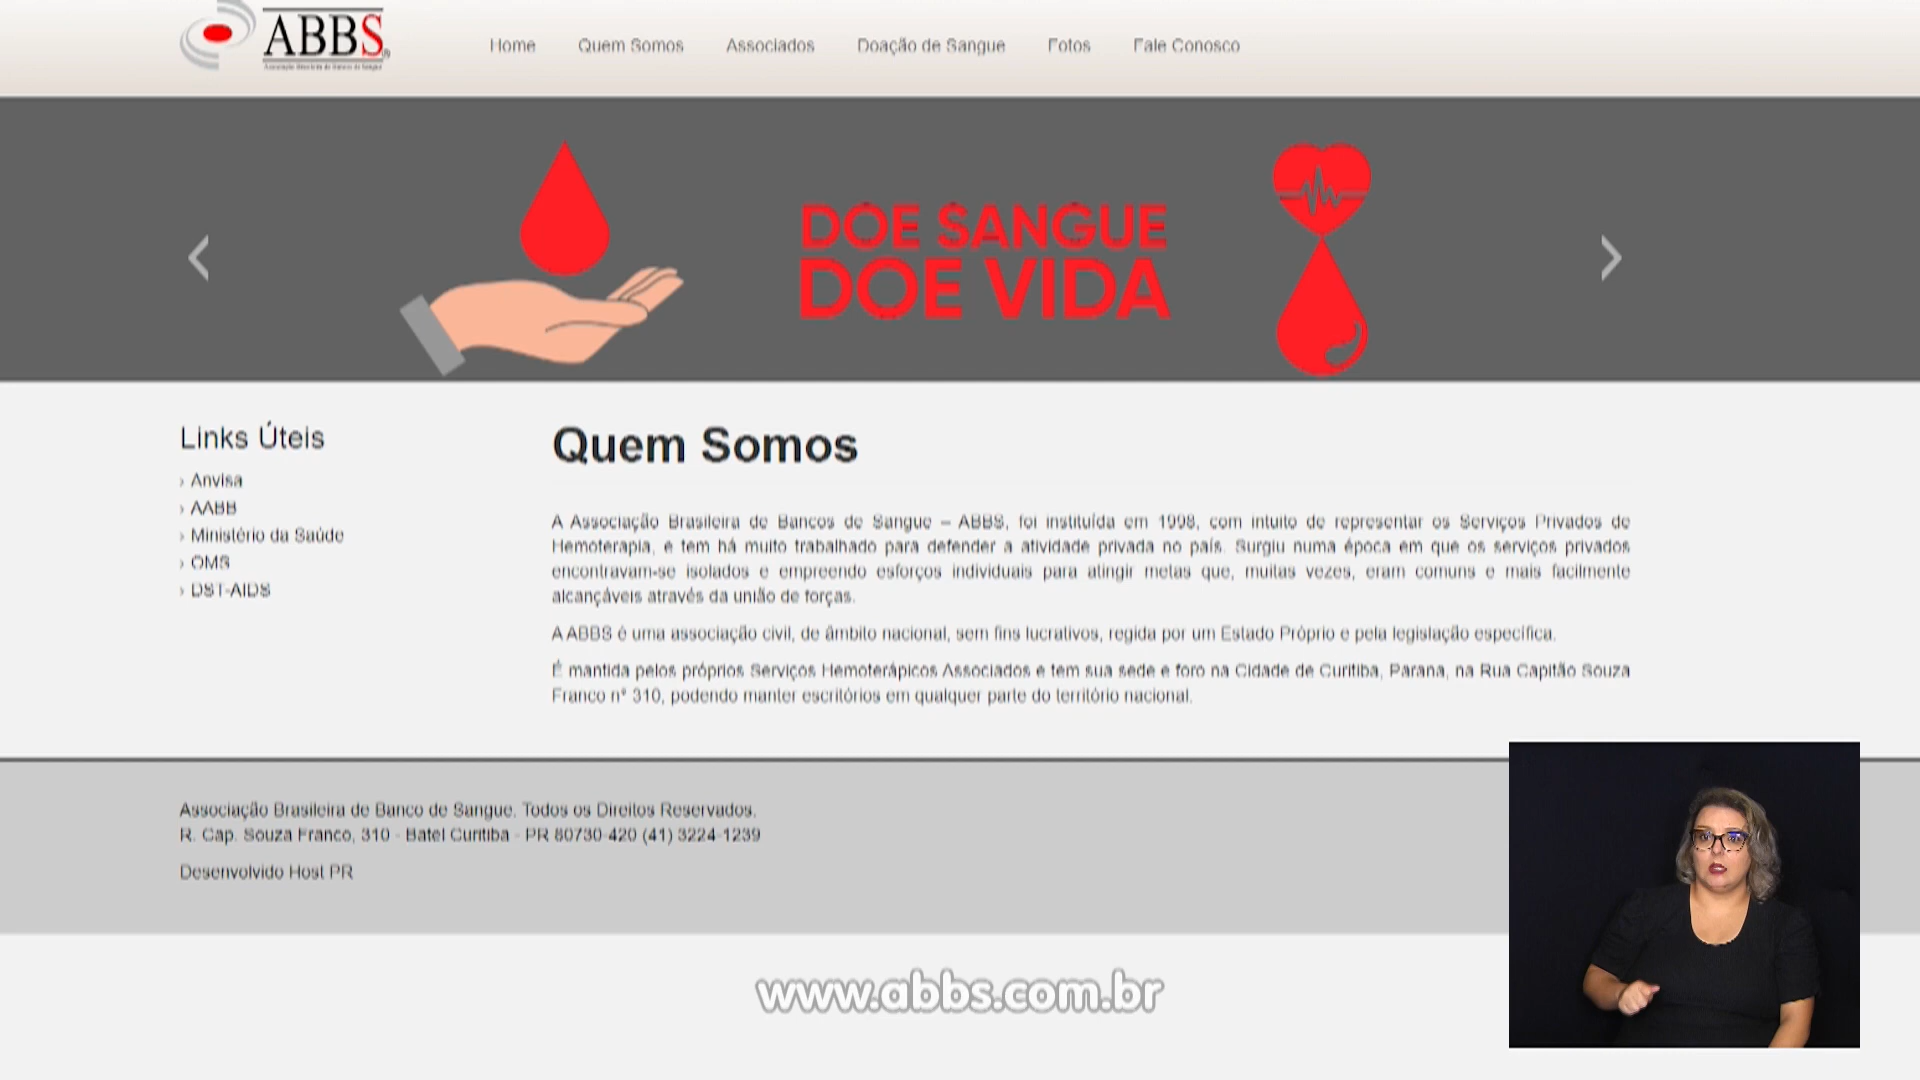 ABBS
Associação Brasileira de Bancos de Sangue
Home Quem Somos Associados Doação de Sangue Fotos Fale Conosco
DOE SANGUE
DOE VIDA
Links Úteis
› Anvisa
› AABB
› Ministério da Saúde
› OMS
› DST-AIDS
Quem Somos
A Associação Brasileira de Bancos de Sangue – ABBS, foi instituída em 1998, com intuito de representar os Serviços Privados de
Hemoterapia, e tem há muito trabalhado para defender a atividade privada no país. Surgiu numa época em que os serviços privados
encontravam-se isolados e empreendo esforços individuais para atingir metas que, muitas vezes, eram comuns e mais facilmente
alcançáveis através da união de forças.
A ABBS é uma associação civil, de âmbito nacional, sem fins lucrativos, regida por um Estado Próprio e pela legislação específica.
É mantida pelos próprios Serviços Hemoterápicos Associados e tem sua sede e foro na Cidade de Curitiba, Parana, na Rua Capitão Souza
Franco n° 310, podendo manter escritórios em qualquer parte do território nacional.
Associação Brasileira de Banco de Sangue. Todos os Direitos Reservados.
R. Cap. Souza Franco, 310 - Batel Curitiba - PR 80730-420 (41) 3224-1239
Desenvolvido Host PR
www.abbs.com.br